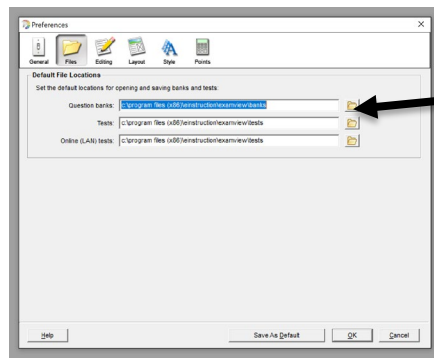 Preferences
General Files Editing Layout Style Points
Default File Locations
Set the default locations for opening and saving banks and tests:
Question banks: c:\program files (x86)\einstruction\examview\banks
Tests: c:\program files (x86)\einstruction\examview\tests
Online (LAN) tests: c:\program files (x86)\einstruction\examview\tests
Help Save As Default OK Cancel